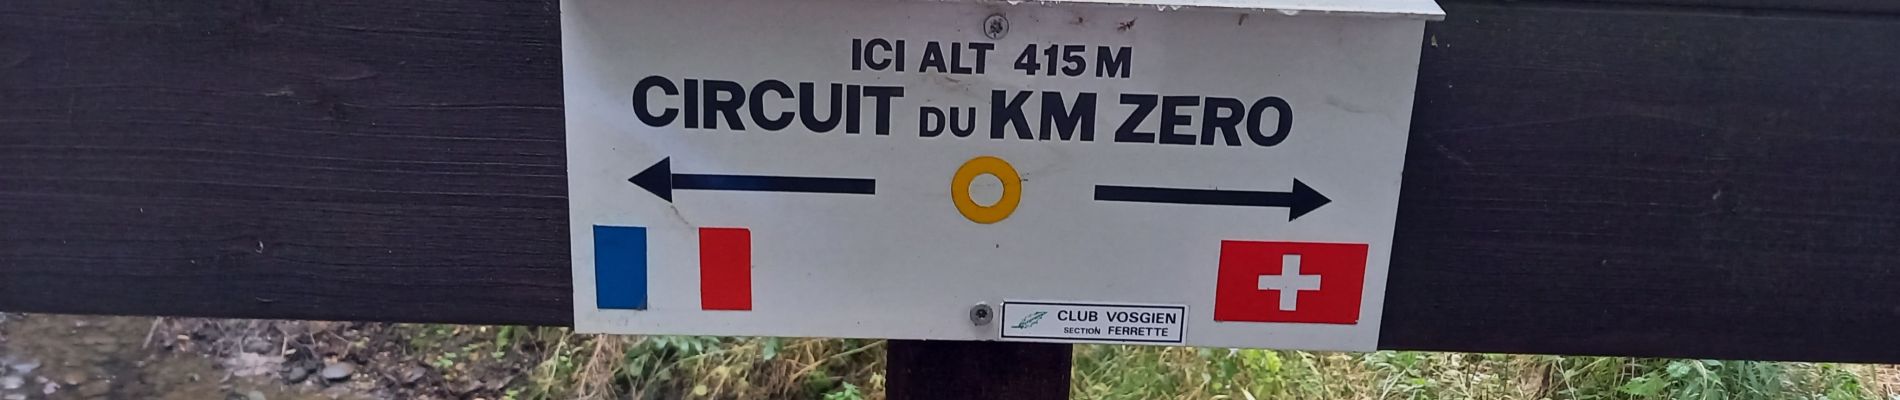 ICI ALT 415 M
CIRCUIT DU KM ZERO
CLUB VOSGIEN
SECTION FERRETTE